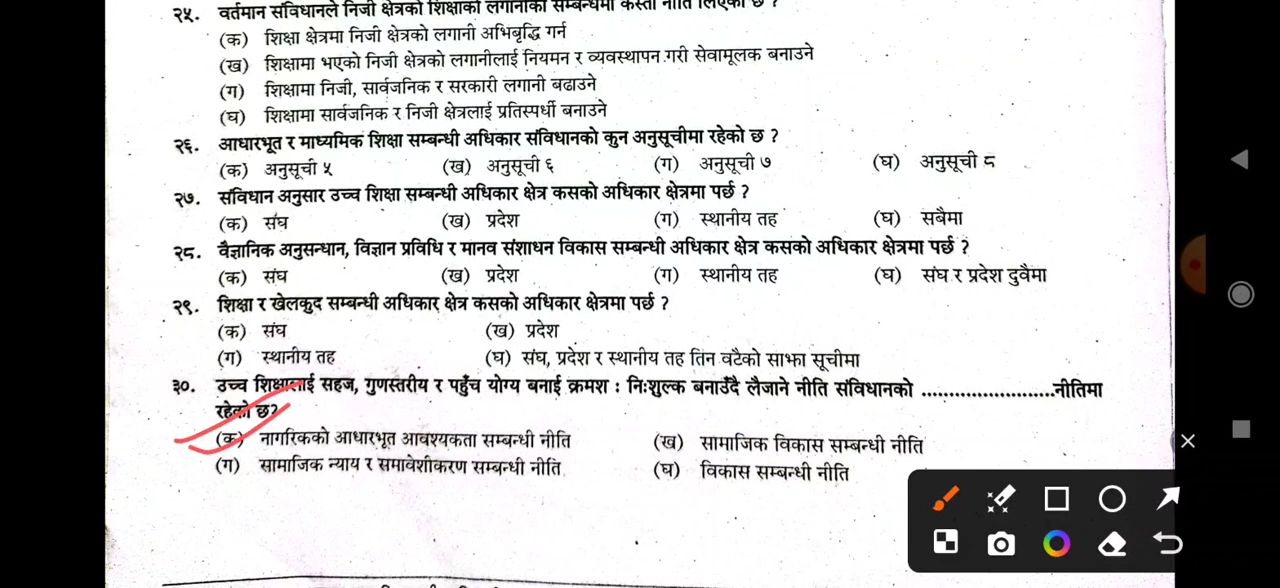 २५. वर्तमान संविधानले निजी क्षेत्रको शिक्षाको लगानीको सम्बन्धमा कस्तो नीति लिएको छ ?
(क) शिक्षा क्षेत्रमा निजी क्षेत्रको लगानी अभिबृद्धि गर्न
(ख) शिक्षामा भएको निजी क्षेत्रको लगानीलाई नियमन र व्यवस्थापन गरी सेवामूलक बनाउने
(ग) शिक्षामा निजी, सार्वजनिक र सरकारी लगानी बढाउने
(घ) शिक्षामा सार्वजनिक र निजी क्षेत्रलाई प्रतिस्पर्धी बनाउने
२६. आधारभूत र माध्यमिक शिक्षा सम्बन्धी अधिकार संविधानको कुन अनुसूचीमा रहेको छ ?
(क) अनुसूची ५ (ख) अनुसूची ६ (ग) अनुसूची ७ (घ) अनुसूची ८
२७. संविधान अनुसार उच्च शिक्षा सम्बन्धी अधिकार क्षेत्र कसको अधिकार क्षेत्रमा पर्छ ?
(क) संघ (ख) प्रदेश (ग) स्थानीय तह (घ) सबैमा
२८. वैज्ञानिक अनुसन्धान, विज्ञान प्रविधि र मानव संशाधन विकास सम्बन्धी अधिकार क्षेत्र कसको अधिकार क्षेत्रमा पर्छ ?
(क) संघ (ख) प्रदेश (ग) स्थानीय तह (घ) संघ र प्रदेश दुवैमा
२९. शिक्षा र खेलकुद सम्बन्धी अधिकार क्षेत्र कसको अधिकार क्षेत्रमा पर्छ ?
(क) संघ (ख) प्रदेश
(ग) स्थानीय तह (घ) संघ, प्रदेश र स्थानीय तह तिन वटैको साझा सूचीमा
३०. उच्च शिक्षालाई सहज, गुणस्तरीय र पहुँच योग्य बनाई क्रमश : निःशुल्क बनाउँदै लैजाने नीति संविधानको ........................नीतिमा
रहेको छ?
(क) नागरिकको आधारभूत आवश्यकता सम्बन्धी नीति (ख) सामाजिक विकास सम्बन्धी नीति
(ग) सामाजिक न्याय र समावेशीकरण सम्बन्धी नीति (घ) विकास सम्बन्धी नीति